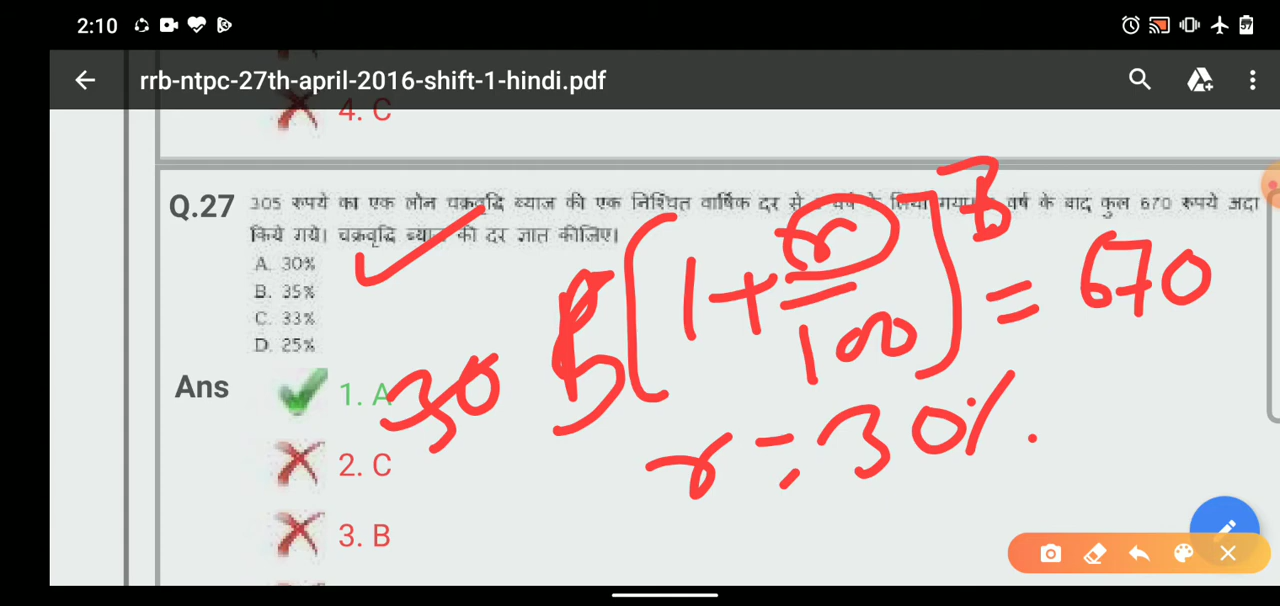 2:10
57
rrb-ntpc-27th-april-2016-shift-1-hindi.pdf
4. C
Q.27 305 रुपये का एक लोन चक्रवृद्धि ब्याज की एक निश्चित वार्षिक दर से वर्ष के लिया गया। वर्ष के बाद कुल 670 रुपये अदा
किये गये। चक्रवृद्धि ब्याज की दर ज्ञात कीजिए।
A. 30%
B. 35%
C. 33%
D. 25%
[1+r/100] = 670
30
r = 30%.
Ans 1. A
2. C
3. B